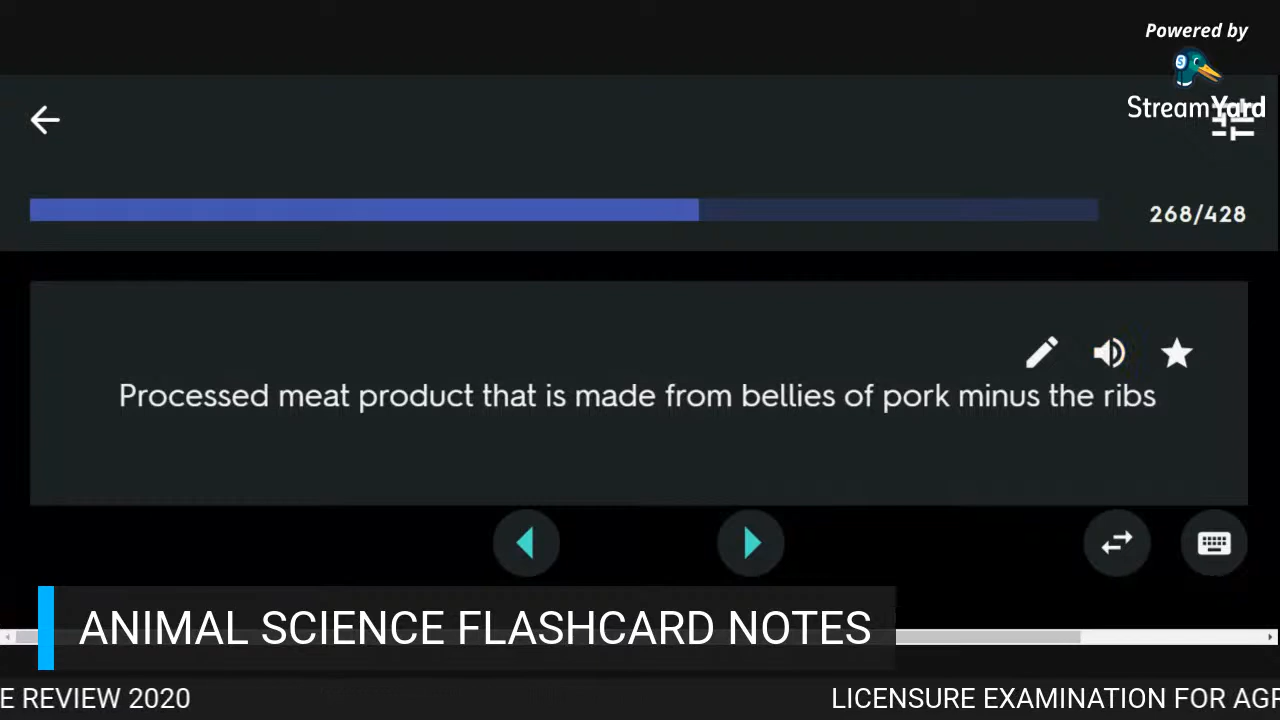 Powered by
StreamYard
268/428
Processed meat product that is made from bellies of pork minus the ribs
ANIMAL SCIENCE FLASHCARD NOTES
E REVIEW 2020
LICENSURE EXAMINATION FOR AGR